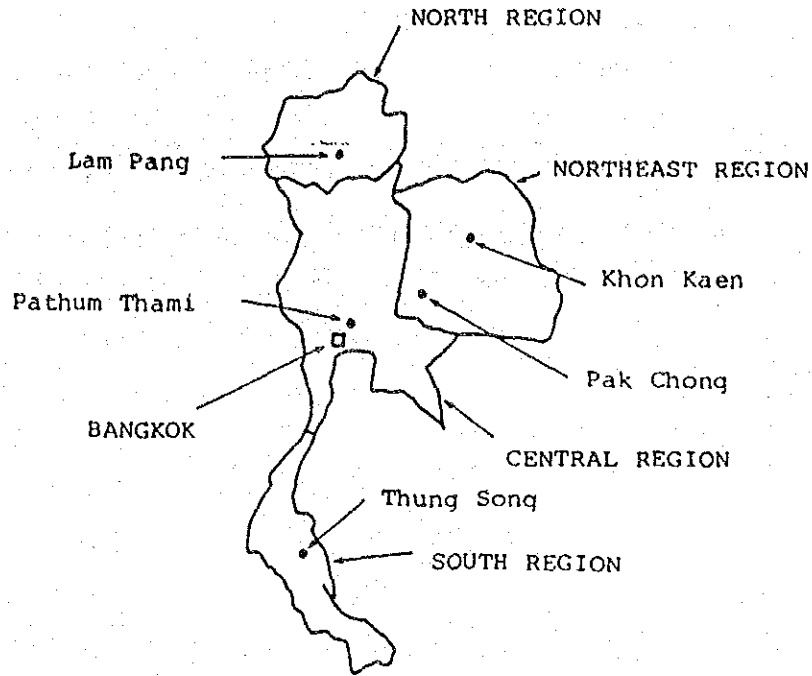 NORTH REGION
Lam Pang
NORTHEAST REGION
Khon Kaen
Pathum Thami
Pak Chong
BANGKOK
CENTRAL REGION
Thung Song
SOUTH REGION